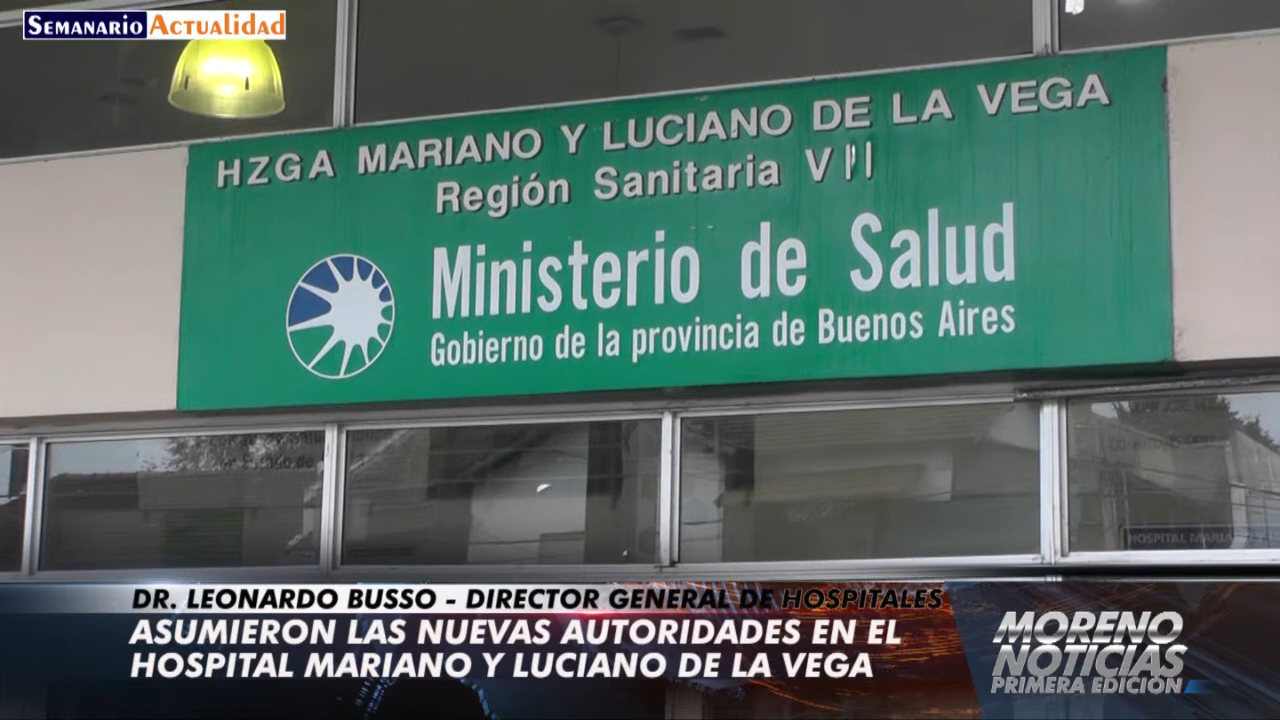 SEMANARIO ACTUALIDAD
HZGA MARIANO Y LUCIANO DE LA VEGA
Región Sanitaria VII
Ministerio de Salud
Gobierno de la provincia de Buenos Aires
HOSPITAL MARIA
DR. LEONARDO BUSSO - DIRECTOR GENERAL DE HOSPITALES
ASUMIERON LAS NUEVAS AUTORIDADES EN EL
HOSPITAL MARIANO Y LUCIANO DE LA VEGA
MORENO
NOTICIAS
PRIMERA EDICIÓN